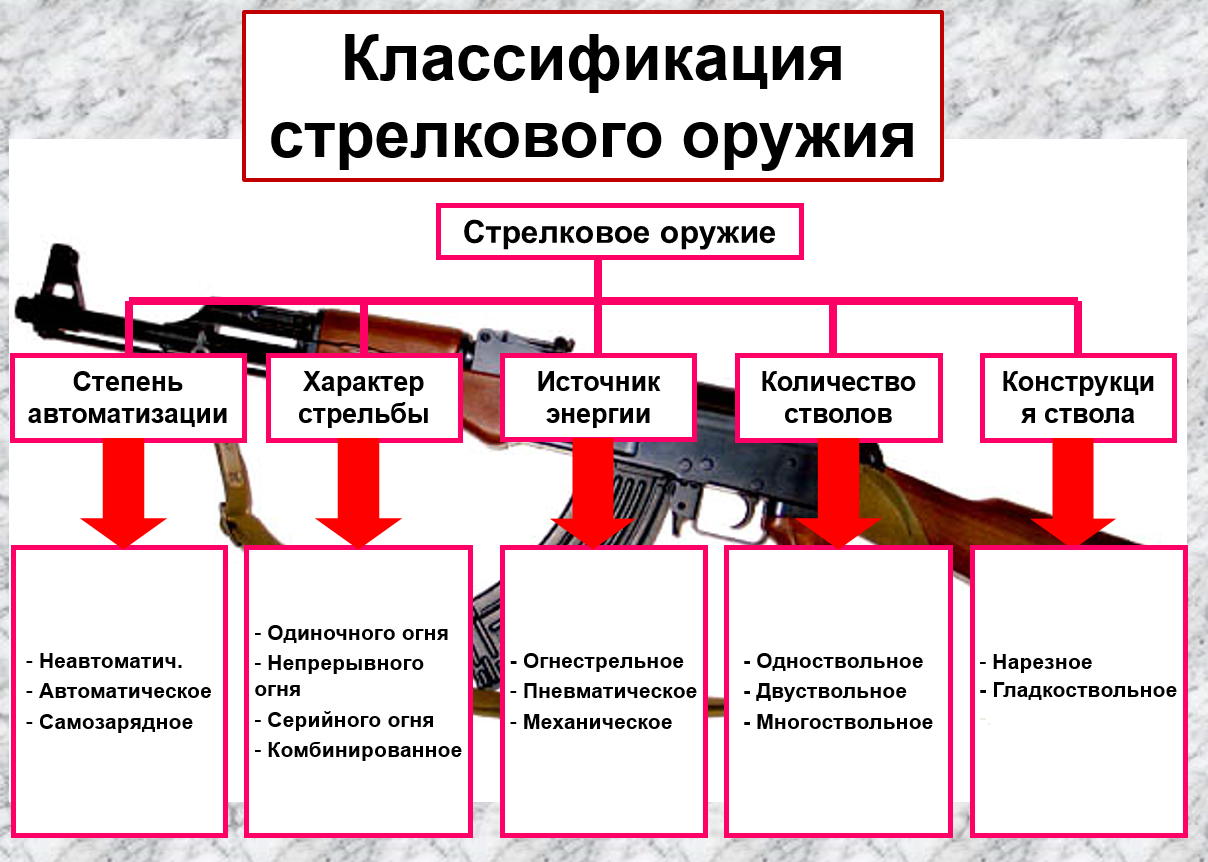 Классификация
стрелкового оружия
Стрелковое оружие
Степень
автоматизации
Характер
стрельбы
Источник
энергии
Количество
стволов
Конструкци
я ствола
- Неавтоматич.
- Автоматическое
- Самозарядное
- Одиночного огня
- Непрерывного
огня
- Серийного огня
- Комбинированное
- Огнестрельное
- Пневматическое
- Механическое
- Одноствольное
- Двуствольное
- Многоствольное
- Нарезное
- Гладкоствольное